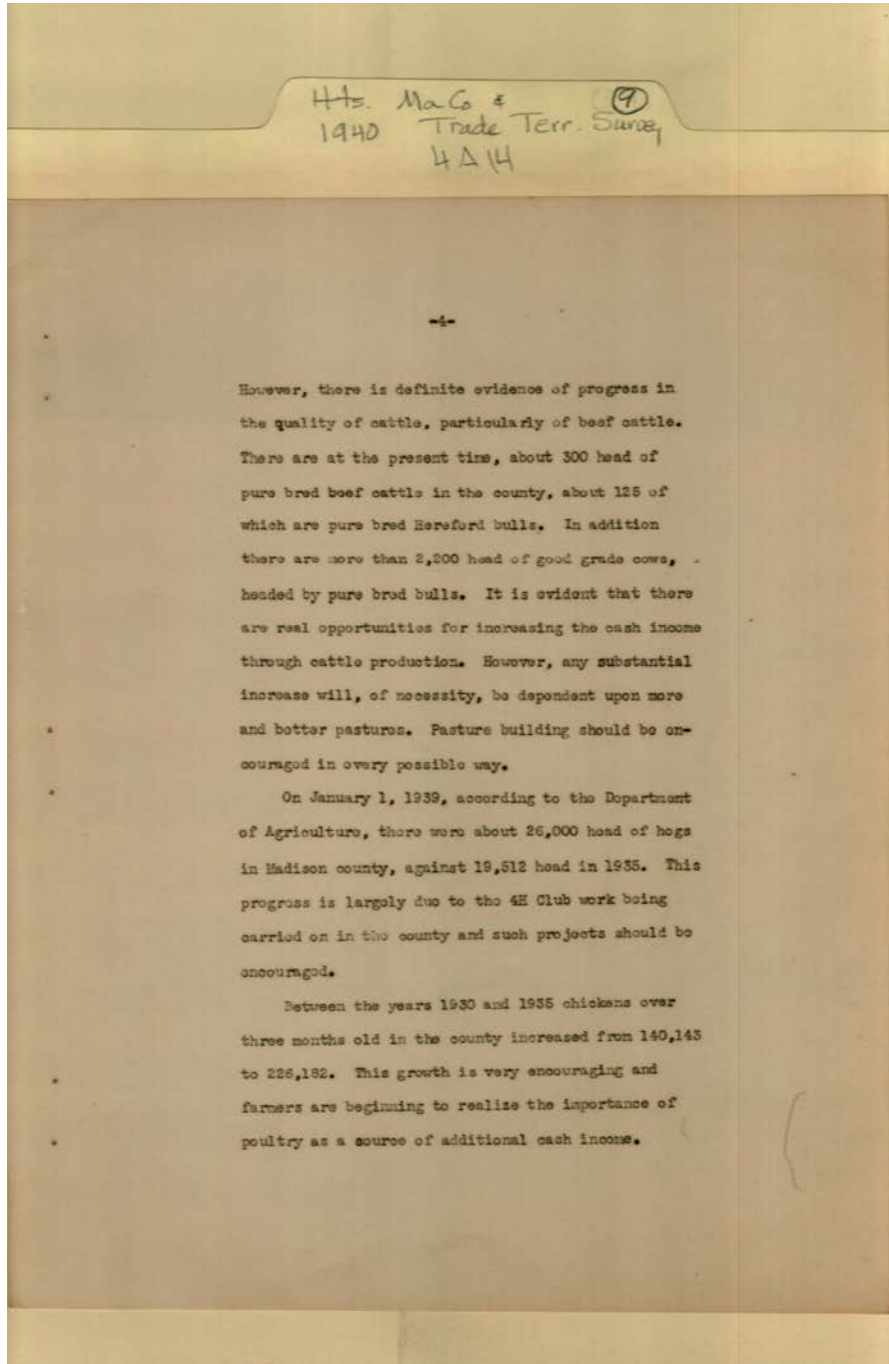 Hts. MaCo & 9
1940 Trade Terr. Survey
4 Δ 14
-4-
However, there is definite evidence of progress in
the quality of cattle, particularly of beef cattle.
There are at the present time, about 300 head of
pure bred beef cattle in the county, about 125 of
which are pure bred Hereford bulls. In addition
there are more than 2,200 head of good grade cows,
headed by pure bred bulls. It is evident that there
are real opportunities for increasing the cash income
through cattle production. However, any substantial
increase will, of necessity, be dependent upon more
and better pastures. Pasture building should be en-
couraged in every possible way.
On January 1, 1939, according to the Department
of Agriculture, there were about 26,000 head of hogs
in Madison county, against 19,512 head in 1935. This
progress is largely due to the 4H Club work being
carried on in the county and such projects should be
encouraged.
Between the years 1930 and 1935 chickens over
three months old in the county increased from 140,143
to 226,182. This growth is very encouraging and
farmers are beginning to realize the importance of
poultry as a source of additional cash income.